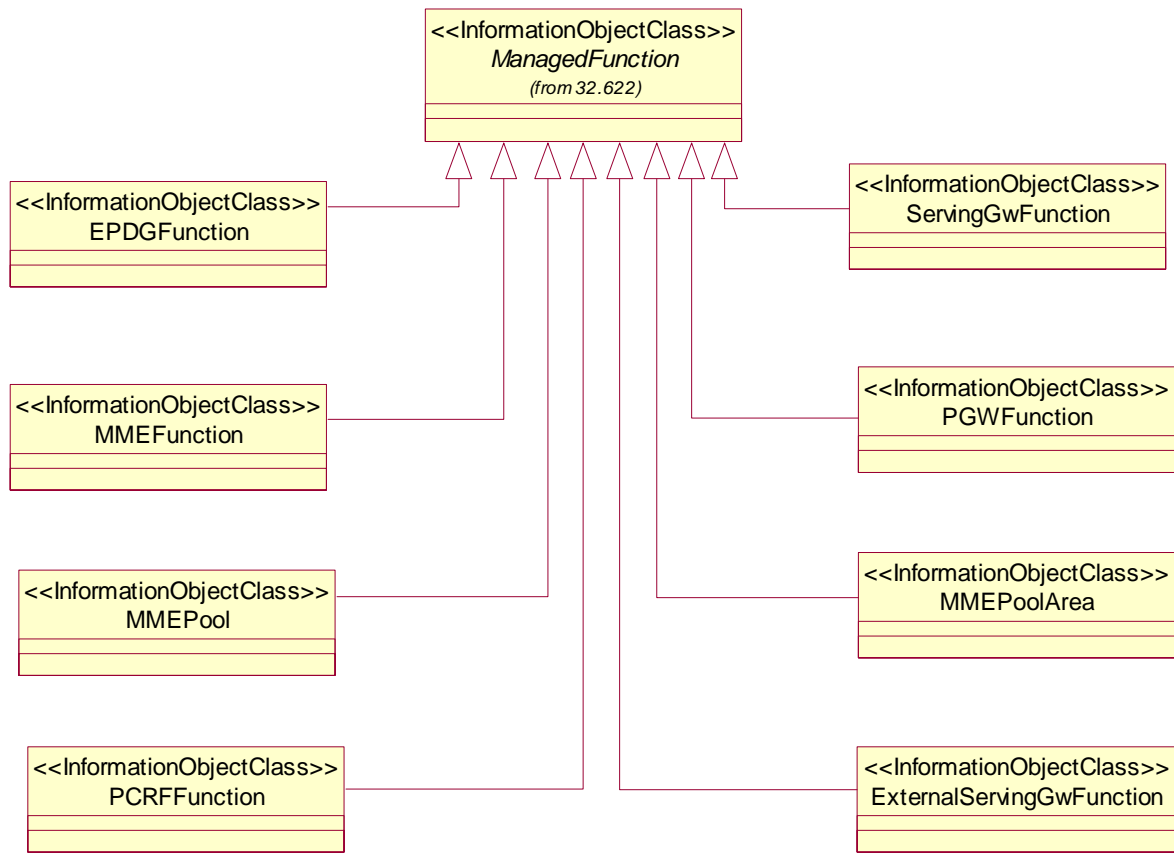 <<InformationObjectClass>>
ManagedFunction
(from 32.622)
<<InformationObjectClass>>
EPDGFunction
<<InformationObjectClass>>
ServingGwFunction
<<InformationObjectClass>>
MMEFunction
<<InformationObjectClass>>
PGWFunction
<<InformationObjectClass>>
MMEPool
<<InformationObjectClass>>
MMEPoolArea
<<InformationObjectClass>>
PCRFFunction
<<InformationObjectClass>>
ExternalServingGwFunction